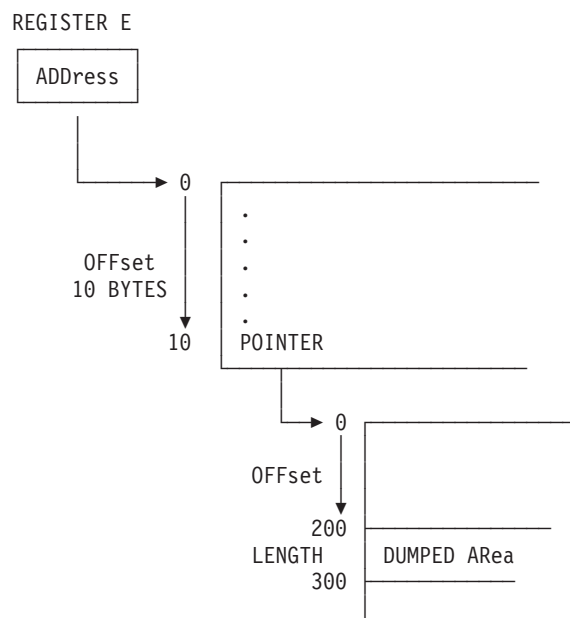 REGISTER E
ADDress
0
.
.
OFFset
.
10 BYTES
.
.
10 POINTER
0
OFFset
200
LENGTH DUMPED ARea
300